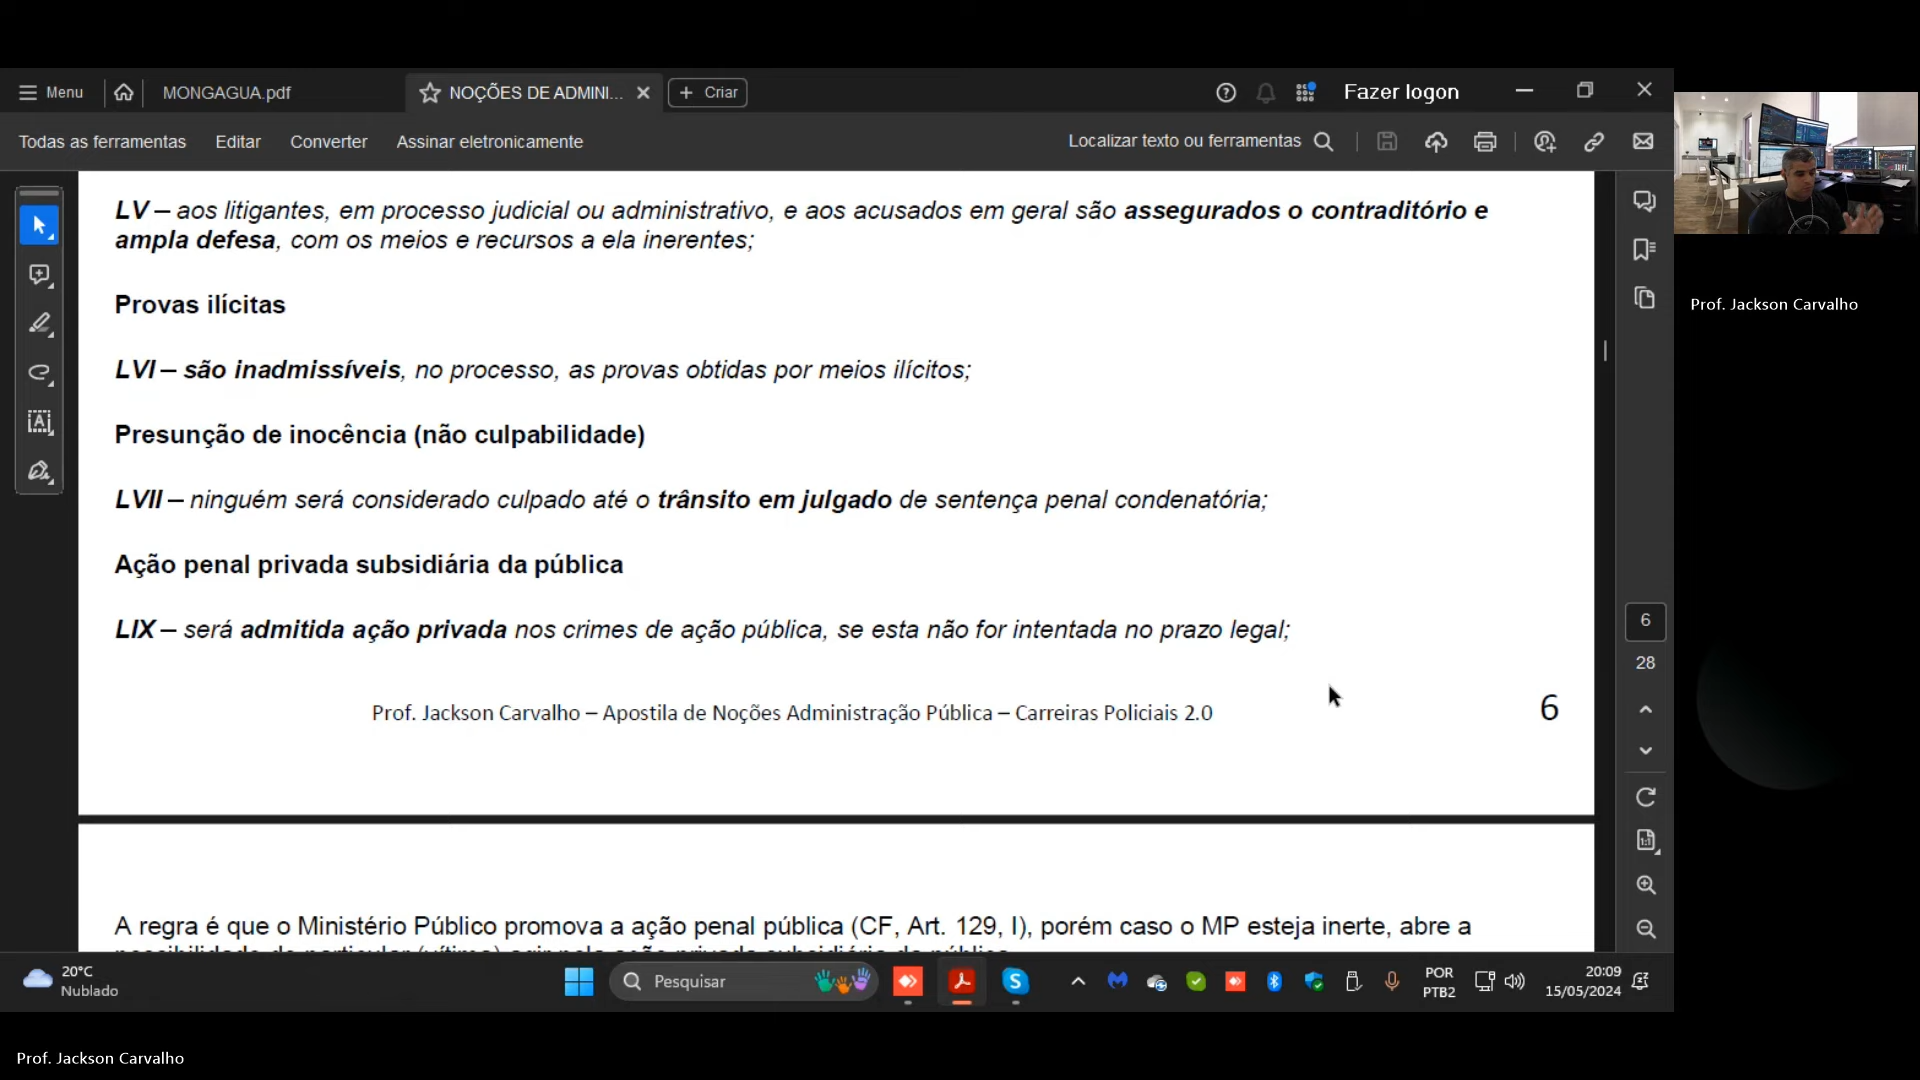 Menu
MONGAGUA.pdf
NOÇÕES DE ADMINI...
Criar
Fazer logon
Todas as ferramentas
Editar
Converter
Assinar eletronicamente
Localizar texto ou ferramentas
LV – aos litigantes, em processo judicial ou administrativo, e aos acusados em geral são assegurados o contraditório e
ampla defesa, com os meios e recursos a ela inerentes;
Provas ilícitas
LVI – são inadmissíveis, no processo, as provas obtidas por meios ilícitos;
Presunção de inocência (não culpabilidade)
LVII – ninguém será considerado culpado até o trânsito em julgado de sentença penal condenatória;
Ação penal privada subsidiária da pública
LIX – será admitida ação privada nos crimes de ação pública, se esta não for intentada no prazo legal;
Prof. Jackson Carvalho – Apostila de Noções Administração Pública – Carreiras Policiais 2.0
6
6
28
A regra é que o Ministério Público promova a ação penal pública (CF, Art. 129, I), porém caso o MP esteja inerte, abre a
Prof. Jackson Carvalho
20°C
Nublado
Pesquisar
POR
PTB2
20:09
15/05/2024
Prof. Jackson Carvalho